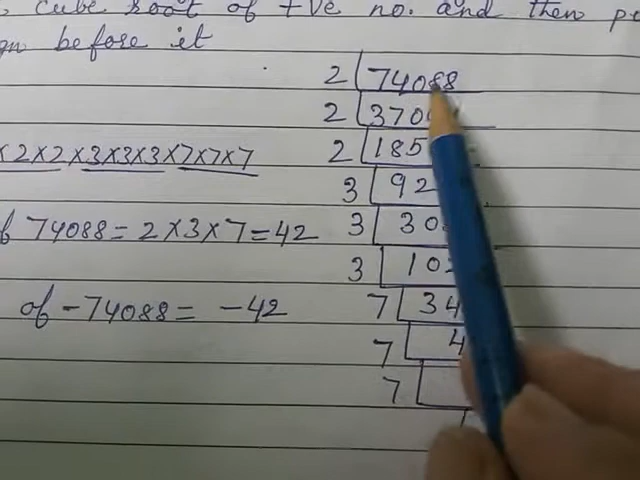 cube root of +Ve no. and then
before it
2 74088
2 370
×2×2×3×3×3×7×7×7 2 185
3 92
74088 = 2×3×7=42 3 30
3 10
of -74088 = -42 7 34
7 4
7